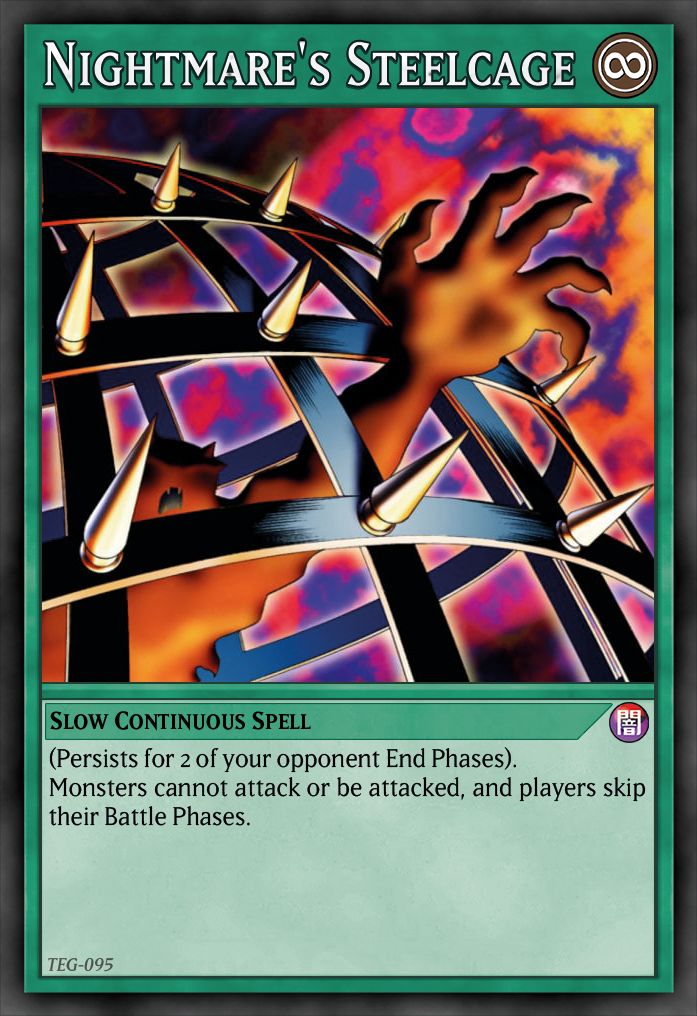 Nightmare's Steelcage
Slow Continuous Spell
闇
(Persists for 2 of your opponent End Phases).
Monsters cannot attack or be attacked, and players skip
their Battle Phases.
TEG-095